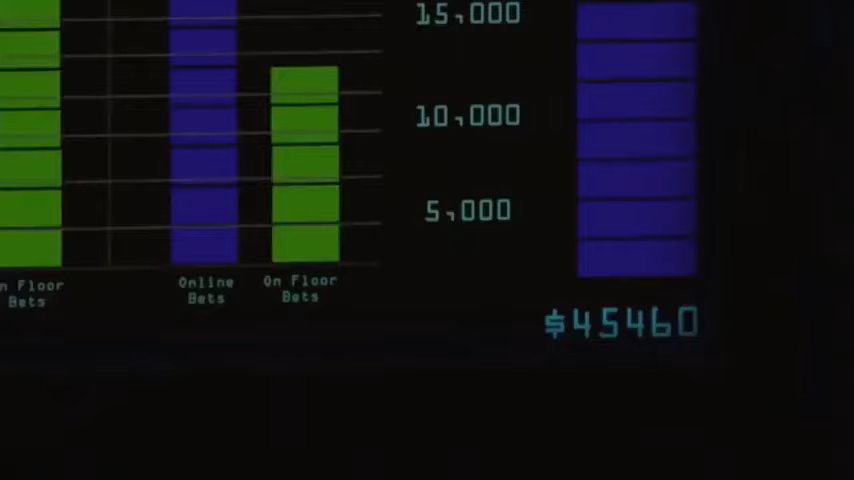 15,000
10,000
5,000
n Floor
Bets
Online
Bets
On Floor
Bets
$45460